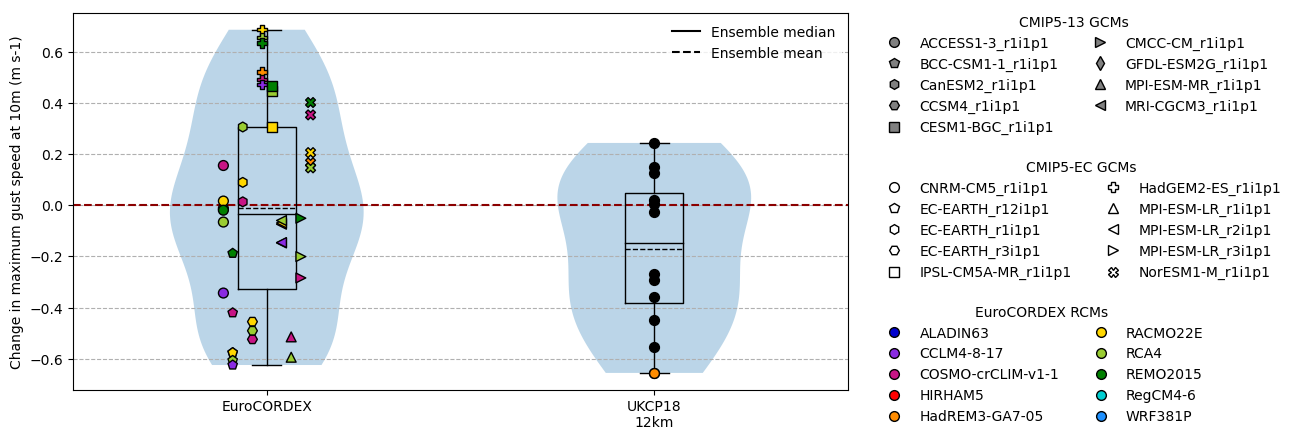 Change in maximum gust speed at 10m (m s-1)
0.6
0.4
0.2
0.0
−0.2
−0.4
−0.6
EuroCORDEX
UKCP18
12km
Ensemble median
Ensemble mean
CMIP5-13 GCMs
ACCESS1-3_r1i1p1
BCC-CSM1-1_r1i1p1
CanESM2_r1i1p1
CCSM4_r1i1p1
CESM1-BGC_r1i1p1
CMCC-CM_r1i1p1
GFDL-ESM2G_r1i1p1
MPI-ESM-MR_r1i1p1
MRI-CGCM3_r1i1p1
CMIP5-EC GCMs
CNRM-CM5_r1i1p1
EC-EARTH_r12i1p1
EC-EARTH_r1i1p1
EC-EARTH_r3i1p1
IPSL-CM5A-MR_r1i1p1
HadGEM2-ES_r1i1p1
MPI-ESM-LR_r1i1p1
MPI-ESM-LR_r2i1p1
MPI-ESM-LR_r3i1p1
NorESM1-M_r1i1p1
EuroCORDEX RCMs
ALADIN63
CCLM4-8-17
COSMO-crCLIM-v1-1
HIRHAM5
HadREM3-GA7-05
RACMO22E
RCA4
REMO2015
RegCM4-6
WRF381P